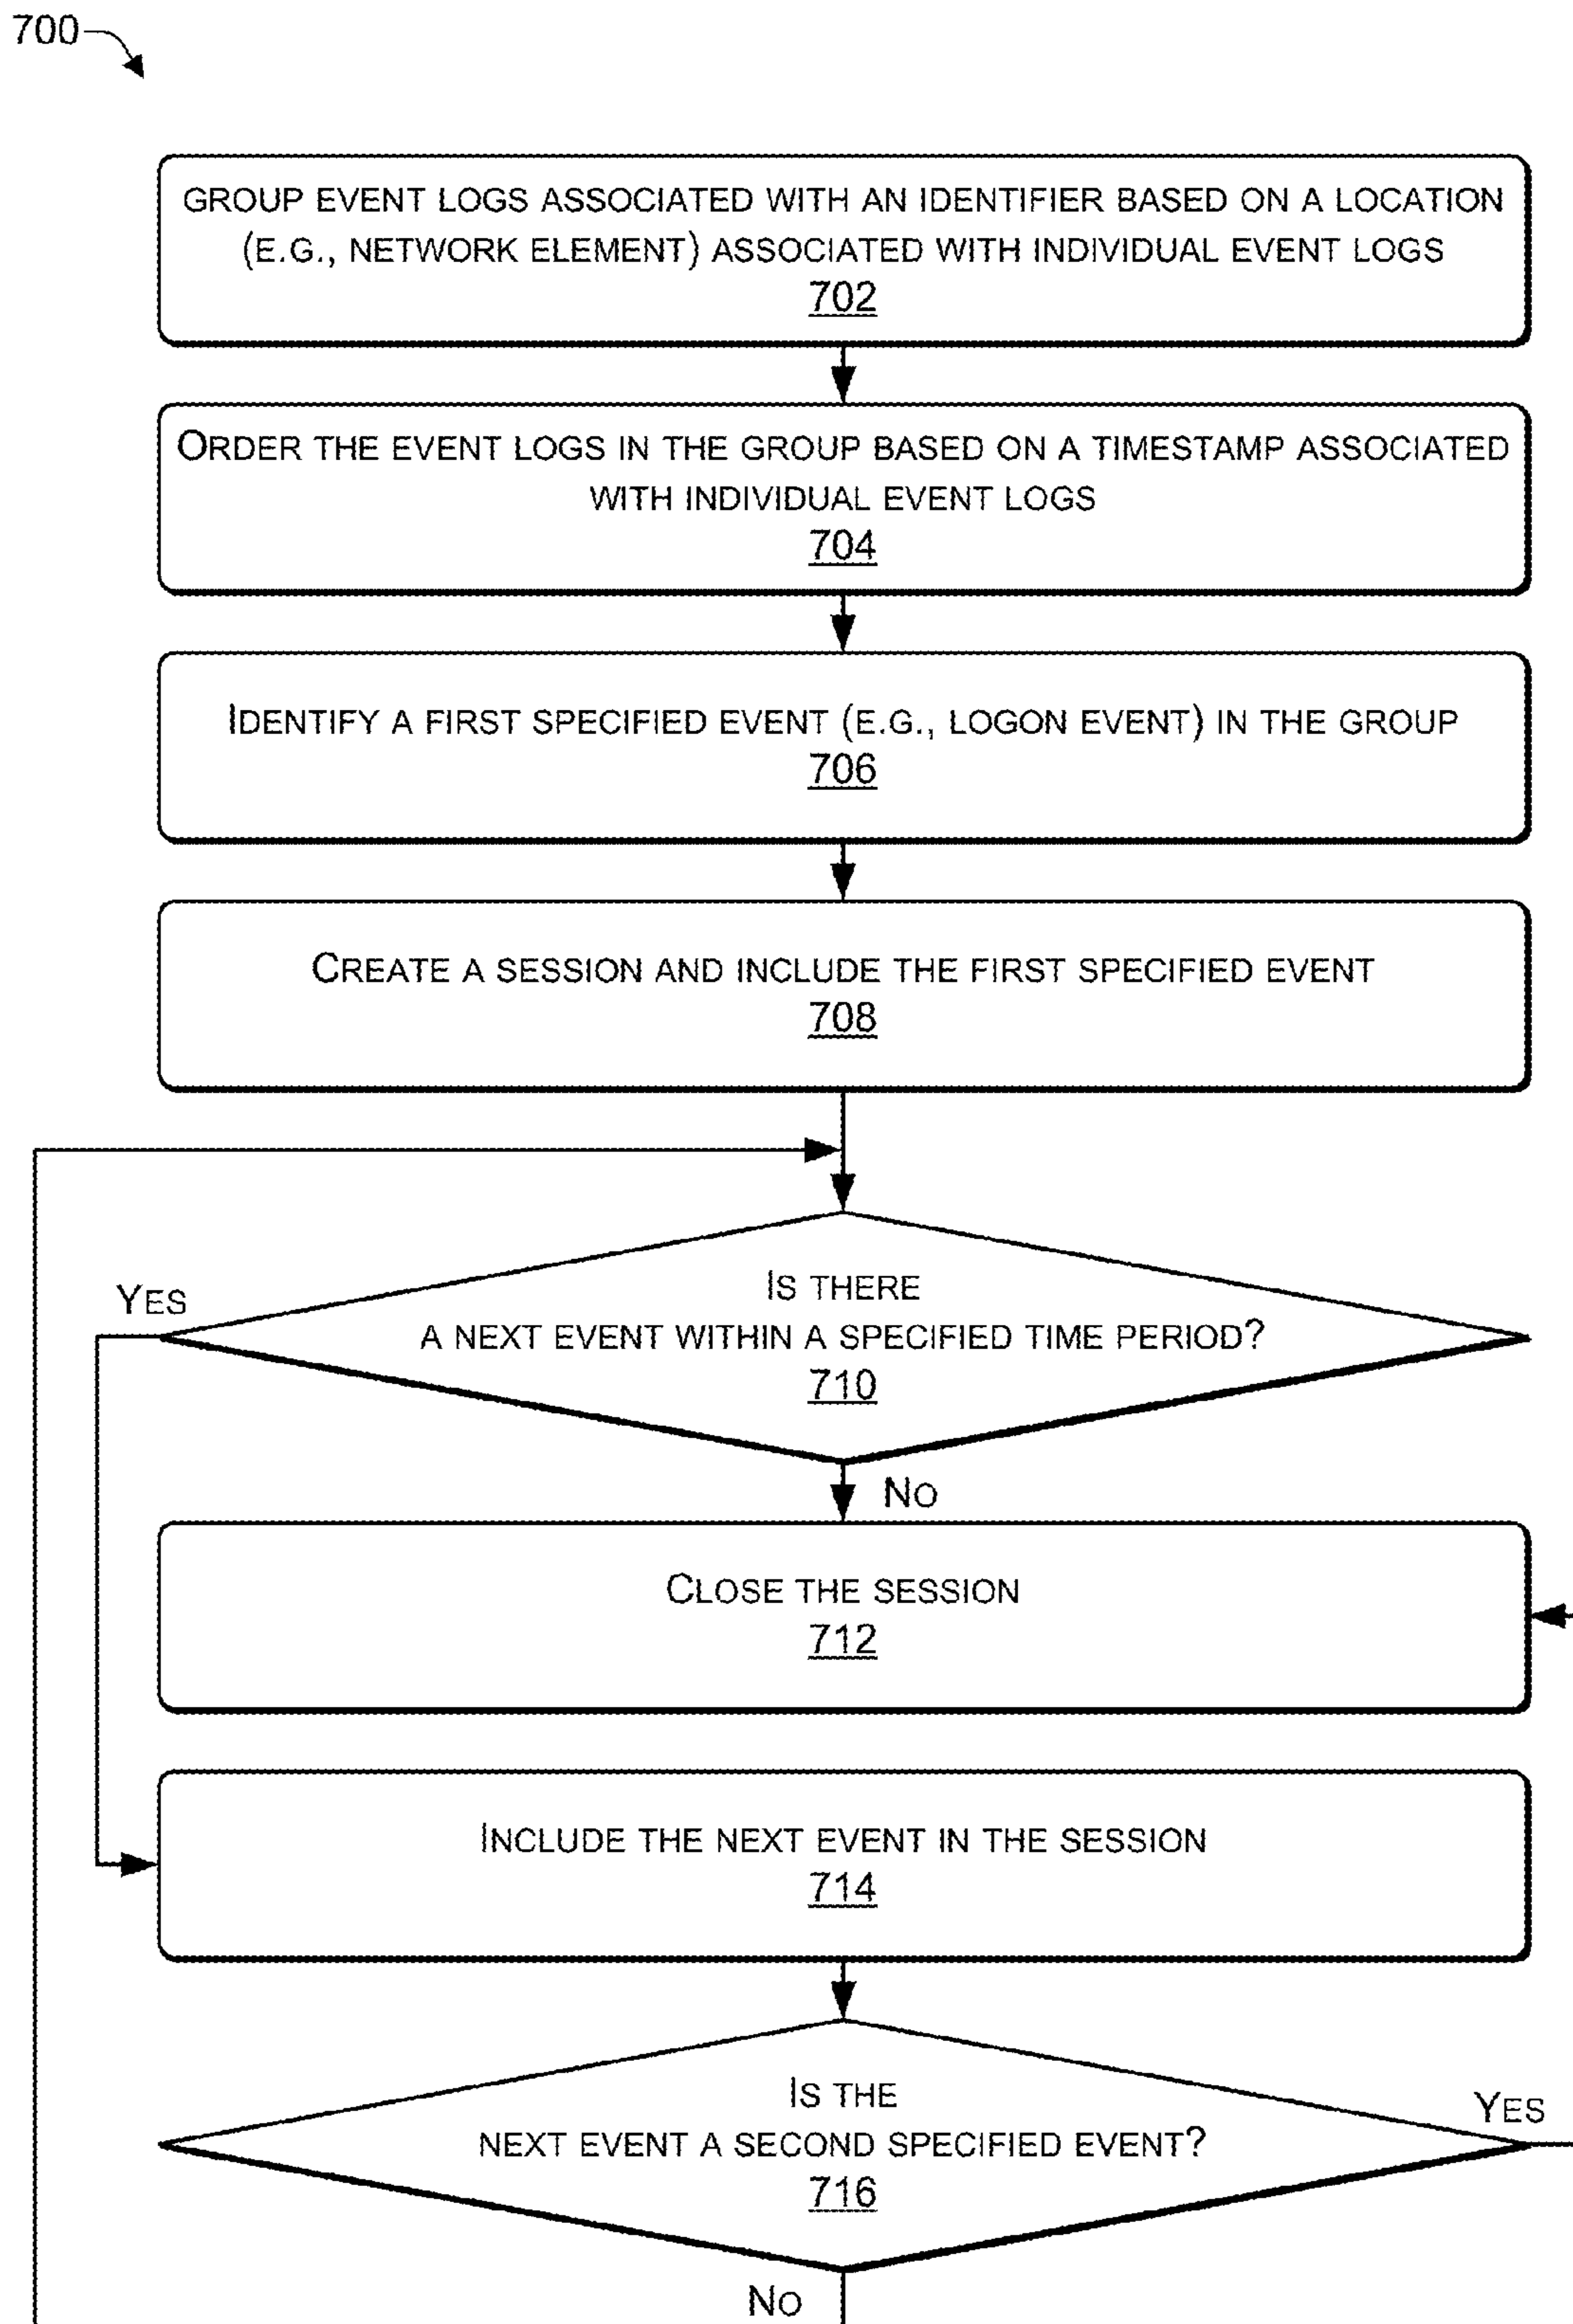 700
GROUP EVENT LOGS ASSOCIATED WITH AN IDENTIFIER BASED ON A LOCATION
(E.G., NETWORK ELEMENT) ASSOCIATED WITH INDIVIDUAL EVENT LOGS
702
ORDER THE EVENT LOGS IN THE GROUP BASED ON A TIMESTAMP ASSOCIATED
WITH INDIVIDUAL EVENT LOGS
704
IDENTIFY A FIRST SPECIFIED EVENT (E.G., LOGON EVENT) IN THE GROUP
706
CREATE A SESSION AND INCLUDE THE FIRST SPECIFIED EVENT
708
YES
IS THERE
A NEXT EVENT WITHIN A SPECIFIED TIME PERIOD?
710
NO
CLOSE THE SESSION
712
INCLUDE THE NEXT EVENT IN THE SESSION
714
IS THE
YES
NEXT EVENT A SECOND SPECIFIED EVENT?
716
NO